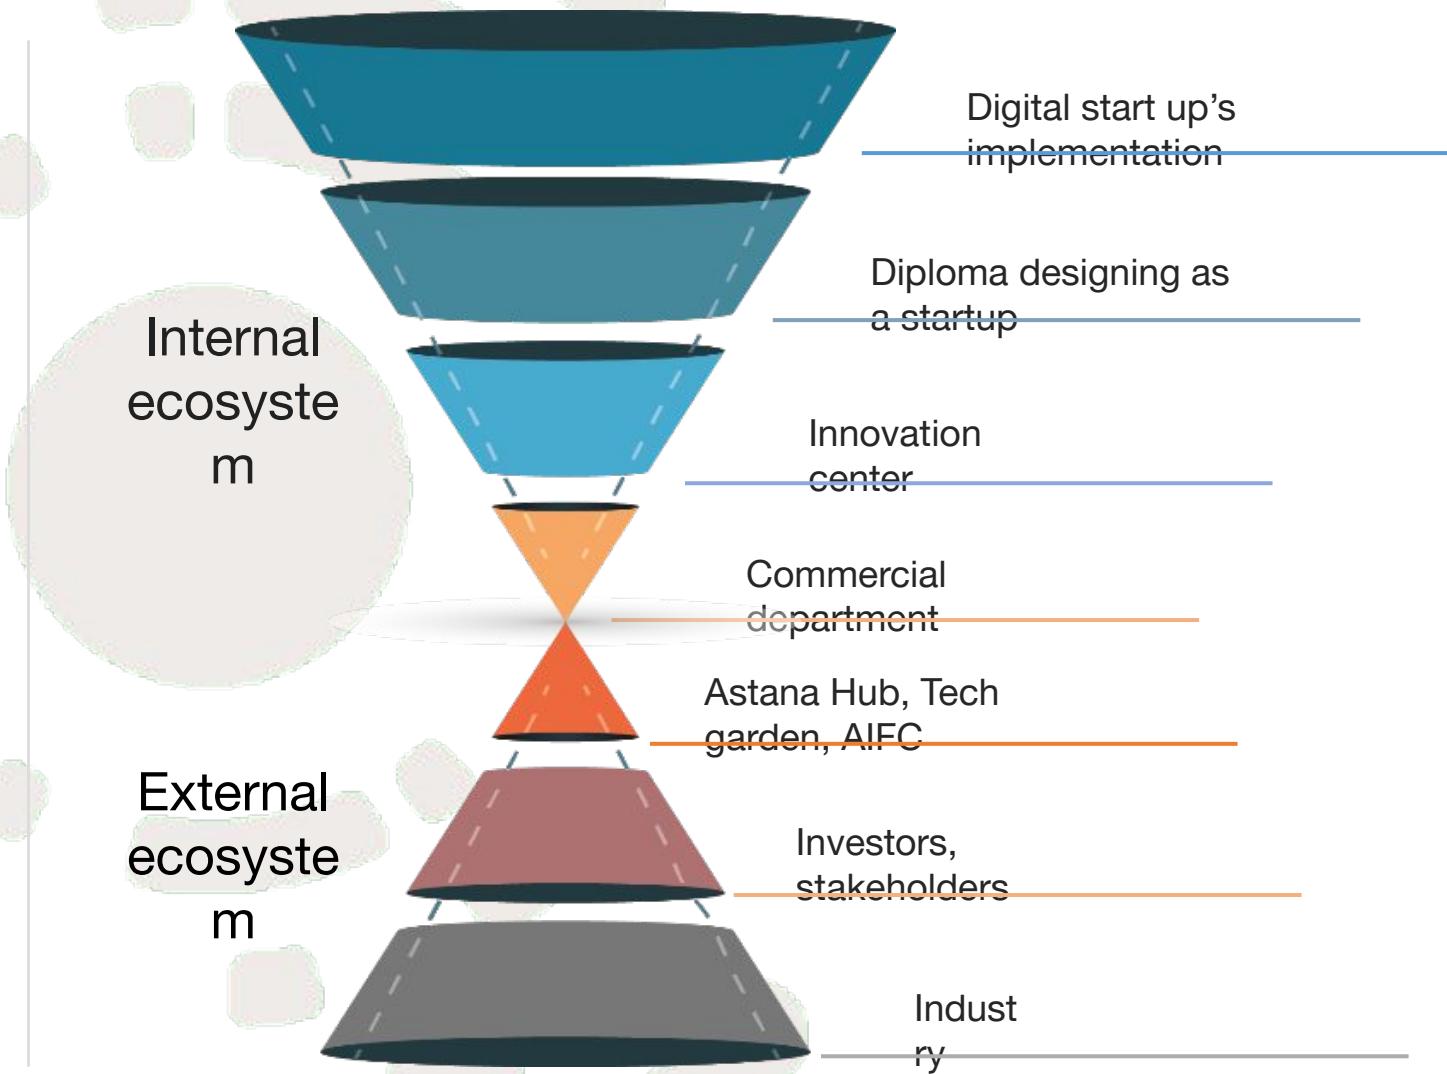 Digital start up’s
implementation
Diploma designing as
a startup
Internal
ecosyste
m
Innovation
center
Commercial
department
Astana Hub, Tech
garden, AIFC
External
ecosyste
m
Investors,
stakeholders
Indust
ry